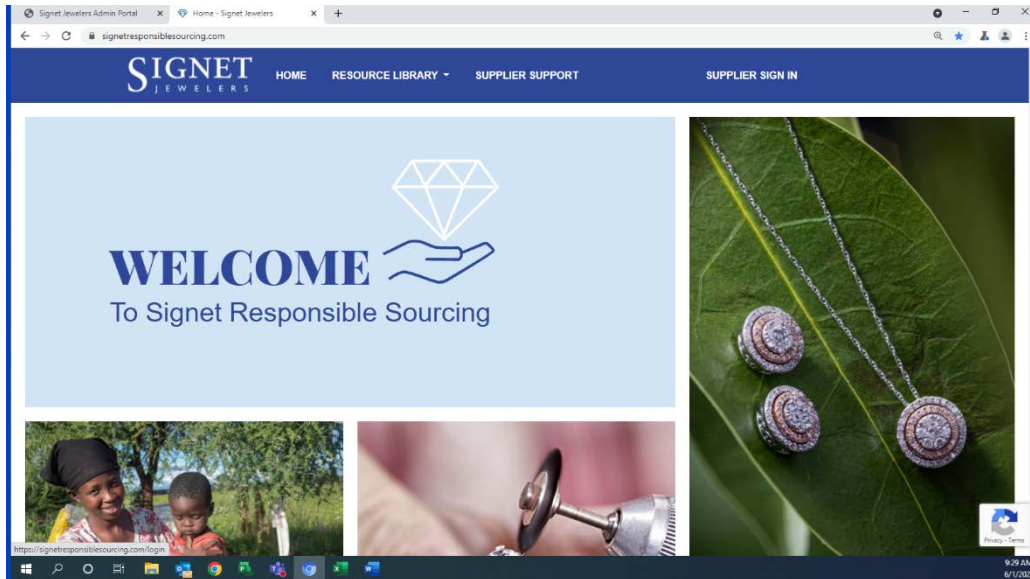 Signet Jewelers Admin Portal
Home - Signet Jewelers
signetresponsiblesourcing.com
SIGNET
JEWELERS
HOME
RESOURCE LIBRARY
SUPPLIER SUPPORT
SUPPLIER SIGN IN
WELCOME
To Signet Responsible Sourcing
Privacy - Terms
https://signetresponsiblesourcing.com/login
9:29 AM